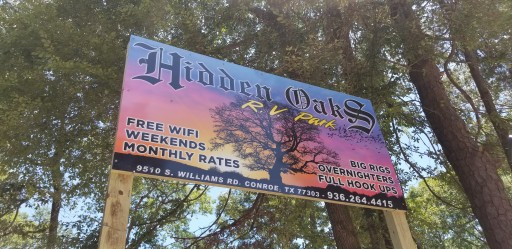 Hidden Oaks
RV Park
FREE WIFI
WEEKENDS
MONTHLY RATES
BIG RIGS
OVERNIGHTERS
FULL HOOK UPS
9510 S. WILLIAMS RD. CONROE, TX 77303 - 936.264.4415